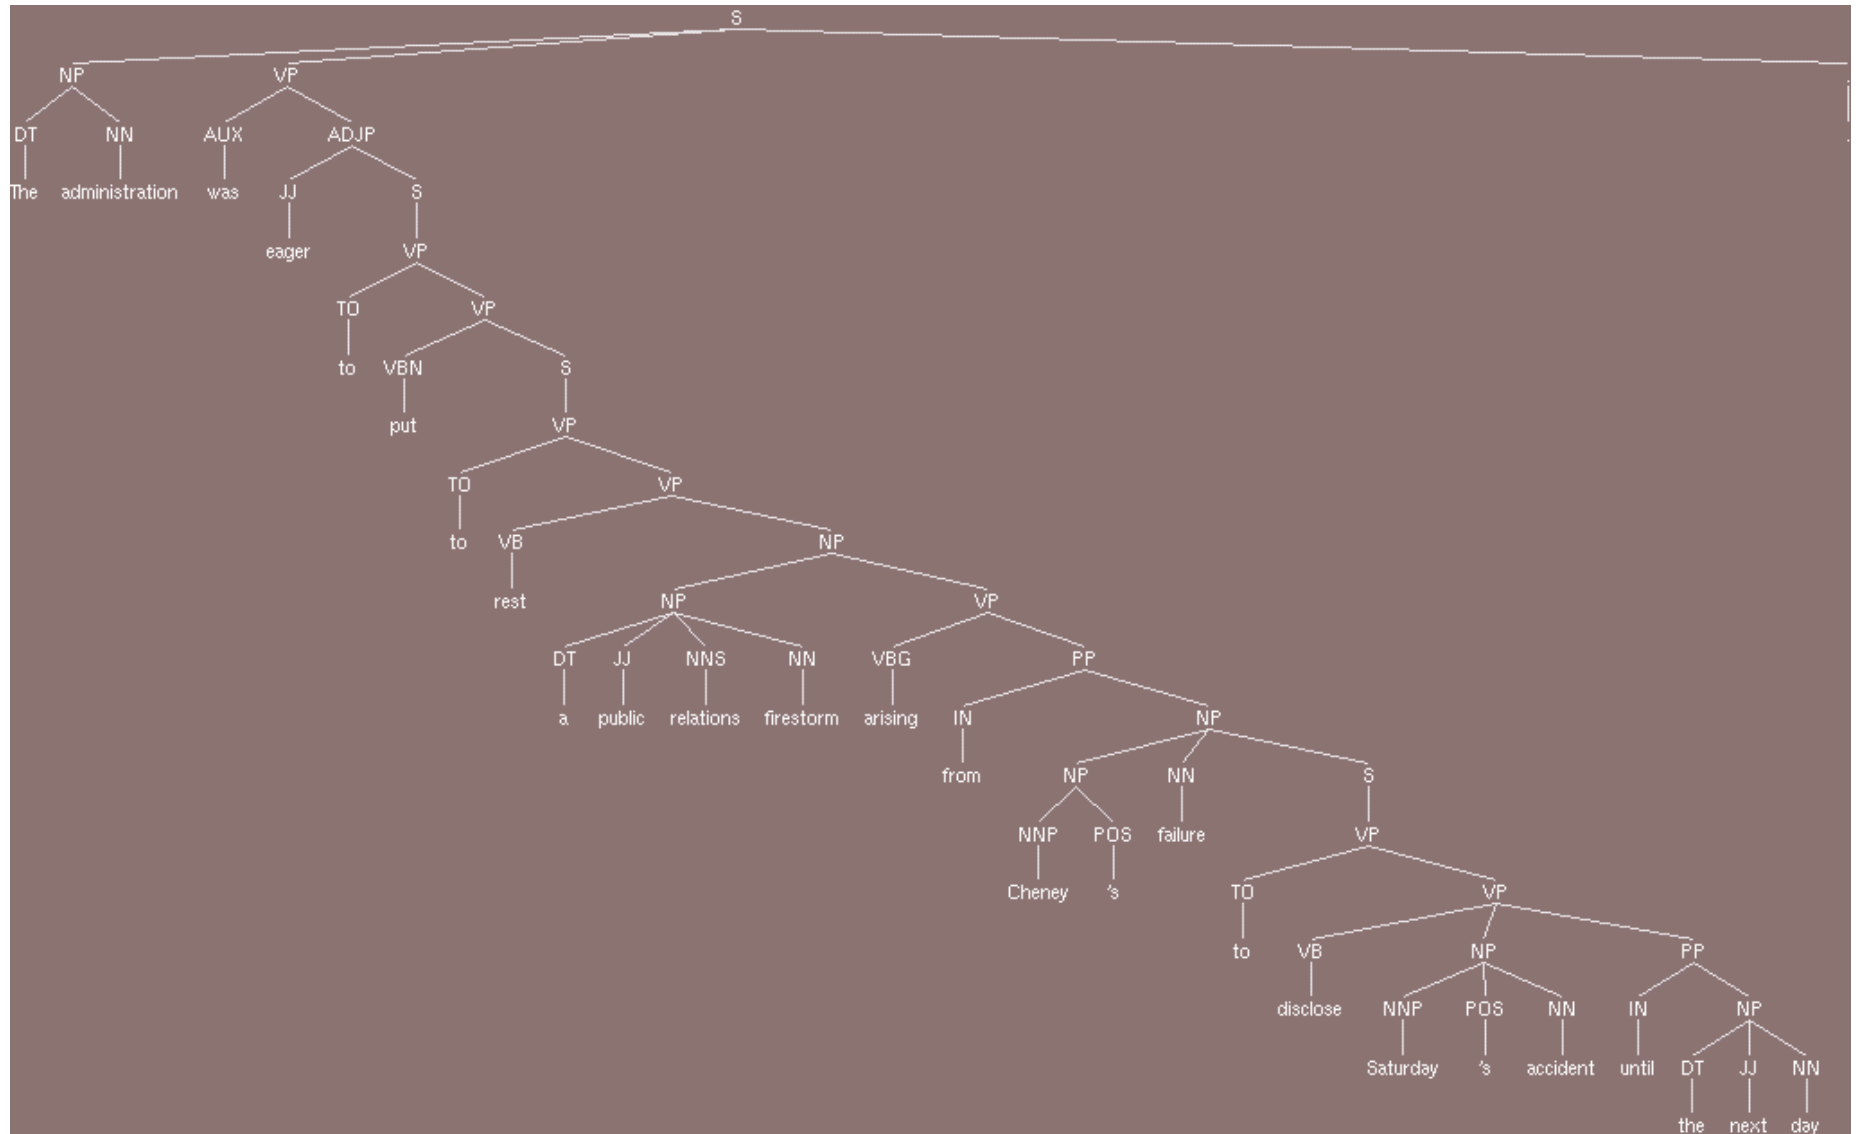 S
NP VP
DT NN AUX ADJP
The administration was JJ S
eager VP
TO VP
to VBN S
put VP
TO VP
to VB NP
rest NP VP
DT JJ NNS NN VBG PP
a public relations firestorm arising IN NP
from NP NN S
NNP POS failure VP
Cheney 's TO VP
to VB NP PP
disclose NNP POS NN IN NP
Saturday 's accident until DT JJ NN
the next day